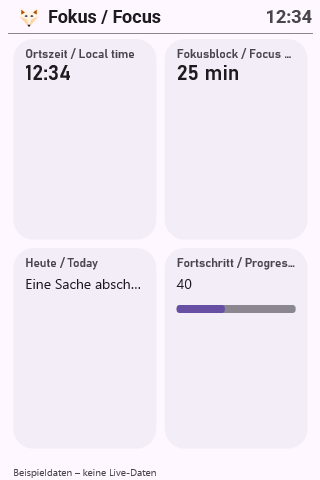 Fokus / Focus
12:34
Ortszeit / Local time
12:34
Fokusblock / Focus ...
25 min
Heute / Today
Eine Sache absch...
Fortschritt / Progres...
40
Beispieldaten – keine Live-Daten